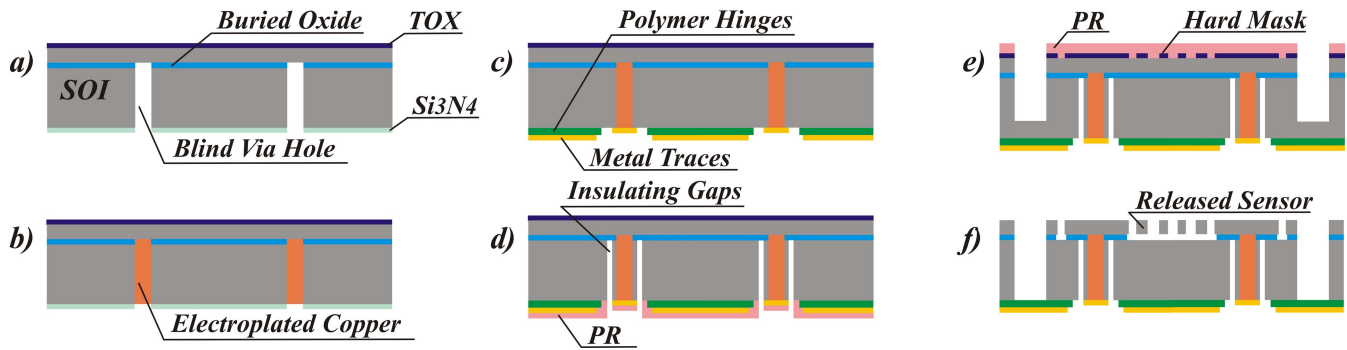 a)
Buried Oxide
TOX
SOI
Si3N4
Blind Via Hole
b)
Electroplated Copper
c)
Polymer Hinges
Metal Traces
d)
Insulating Gaps
PR
e)
PR
Hard Mask
f)
Released Sensor